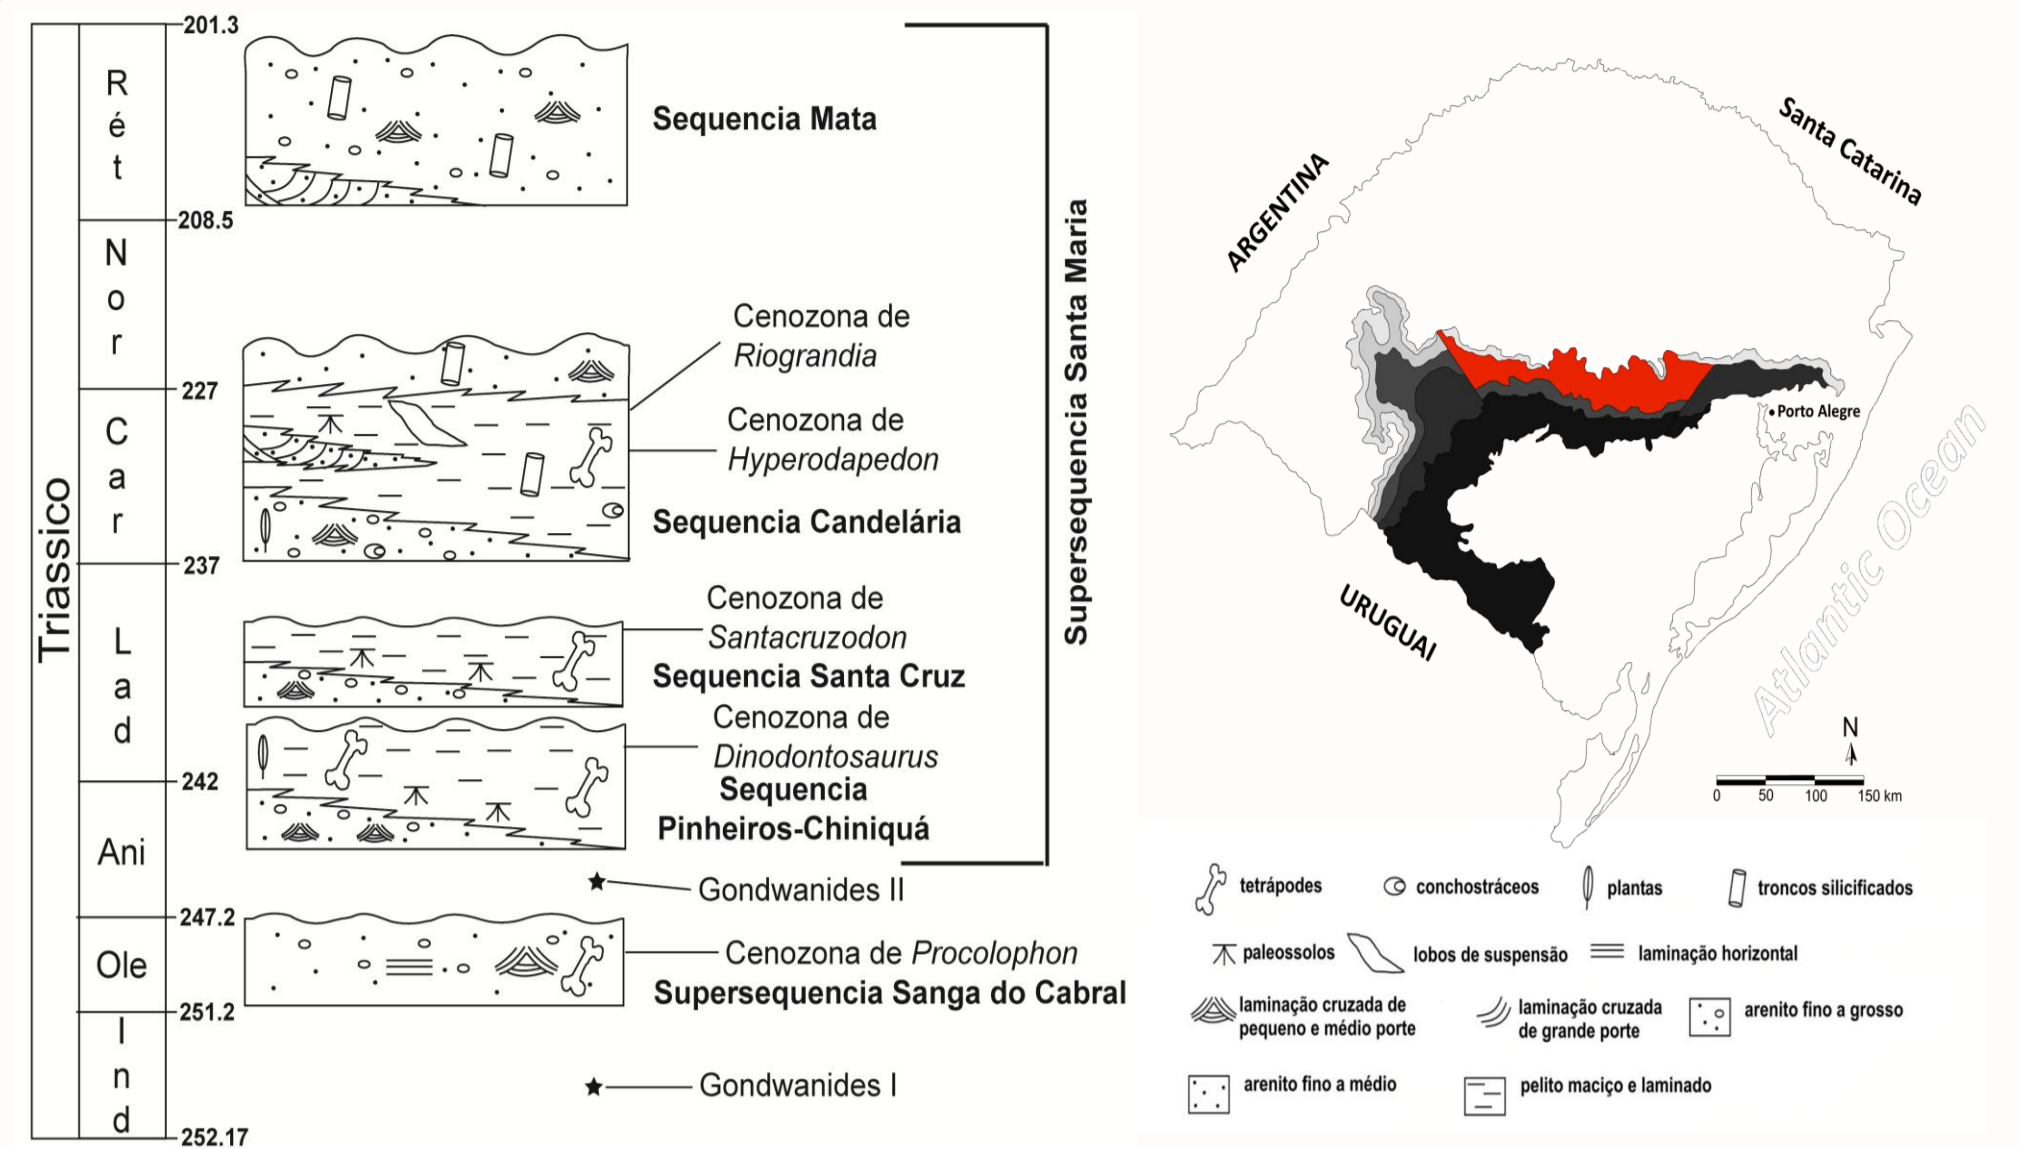 Triassico
R
é
t
N
o
r
C
a
r
L
a
d
Ani
Ole
I
n
d
201.3
208.5
227
237
242
247.2
251.2
252.17
Sequencia Mata
Cenozona de
Riograndia
Cenozona de
Hyperodapedon
Sequencia Candelária
Cenozona de
Santacruzodon
Sequencia Santa Cruz
Cenozona de
Dinodontosaurus
Sequencia
Pinheiros-Chiniquá
Gondwanides II
Cenozona de Procolophon
Supersequencia Sanga do Cabral
Gondwanides I
Supersequencia Santa Maria
ARGENTINA
Santa Catarina
Porto Alegre
URUGUAI
Atlantic Ocean
N
0 50 100 150 km
tetrápodes
conchostráceos
plantas
troncos silicificados
paleossolos
lobos de suspensão
laminação horizontal
laminação cruzada de
pequeno e médio porte
laminação cruzada
de grande porte
arenito fino a grosso
arenito fino a médio
pelito maciço e laminado